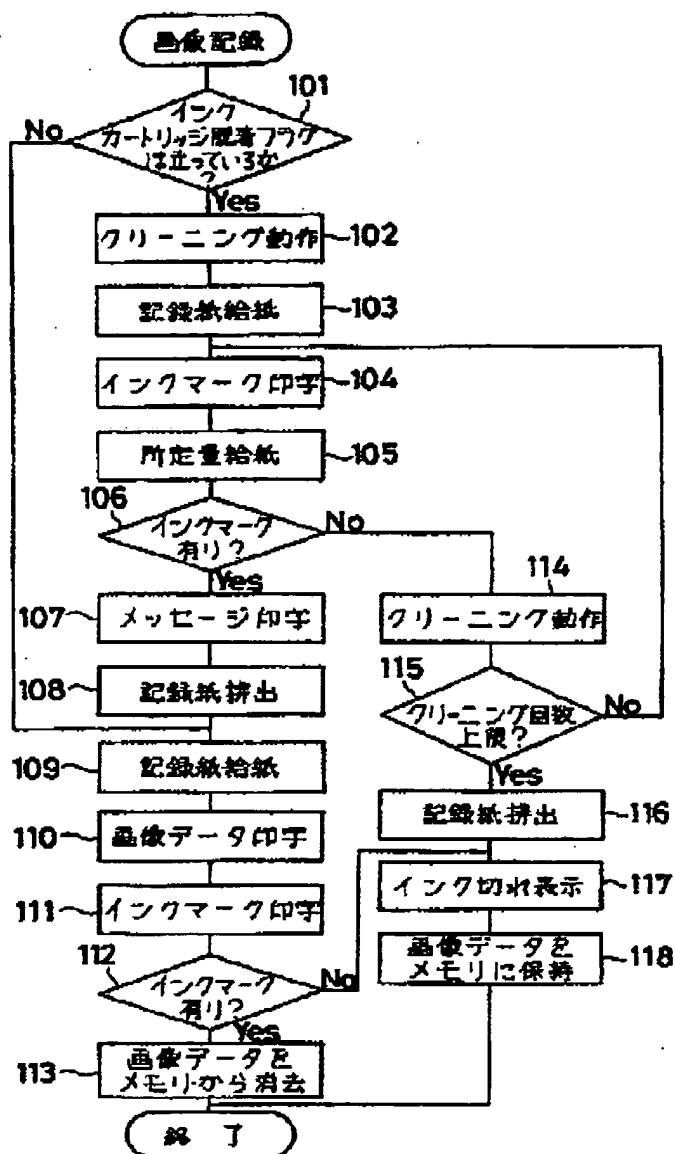 画像記録
101
インク
カートリッジ脱着フラグ
は立っているか
?
No
Yes
クリーニング動作
102
記録紙給紙
103
インクマーク印字
104
所定量給紙
105
106
インクマーク
有り?
No
Yes
107
メッセージ印字
114
クリーニング動作
108
記録紙排出
115
クリーニング回数
上限?
No
Yes
109
記録紙給紙
記録紙排出
116
110
画像データ印字
インク切れ表示
117
111
インクマーク印字
画像データを
メモリに保持
118
112
インクマーク
有り?
No
Yes
113
画像データを
メモリから消去
終了